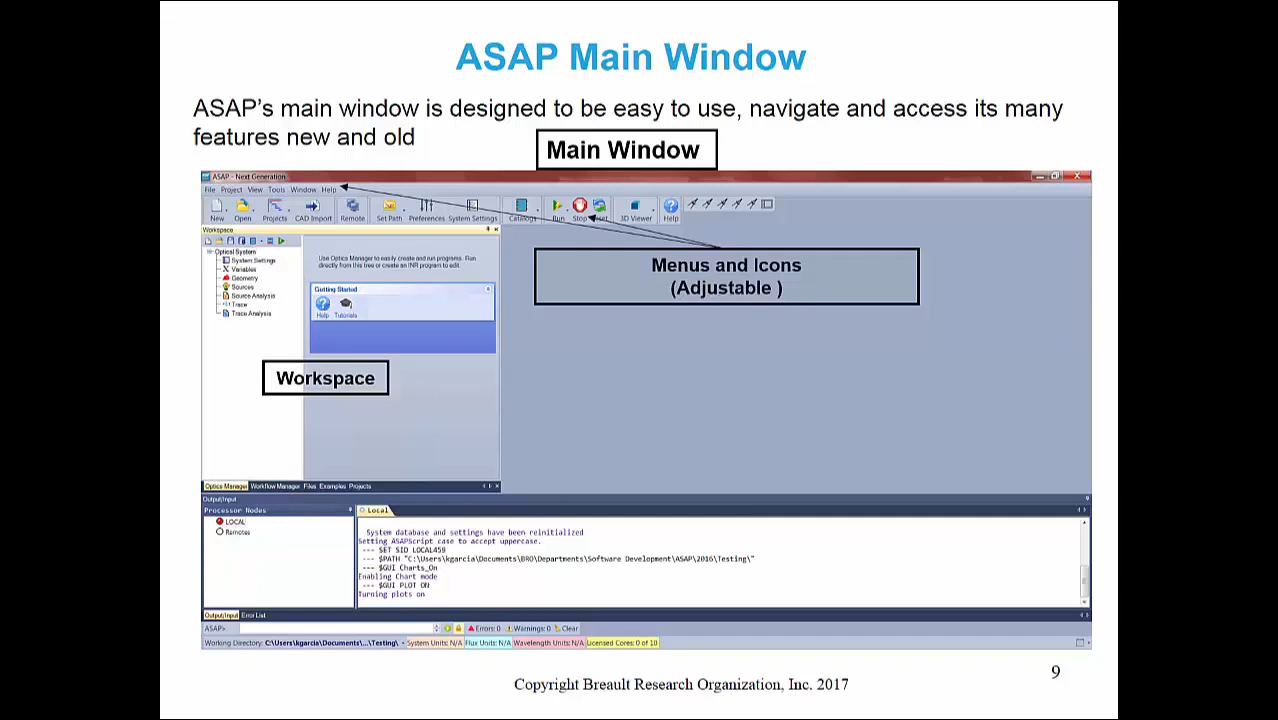 ASAP Main Window
ASAP's main window is designed to be easy to use, navigate and access its many
features new and old
Main Window
ASAP - Next Generation
File Project View Tools Window Help
New Open Projects CAD Import Remote Set Path Preferences System Settings Catalogs Run Stop 3D Viewer Help
Workspace
Optical System
System Settings
Variables
Geometry
Sources
Source Analysis
Trace
Trace Analysis
Use Optics Manager to easily create and run programs. Run
directly from this tree or create an INR program to edit.
Getting Started
Help Tutorials
Menus and Icons
(Adjustable )
Workspace
Optics Manager Workflow Manager Files Examples Projects
Output/Input
Processor Nodes
LOCAL
Remotes
Local
System database and settings have been reinitialized
Setting ASAPScript case to accept uppercase.
--- SET SID LOCAL459
--- $PATH "C:\Users\kgarcia\Documents\BRO\Departments\Software Development\ASAP\2016\Testing\"
--- $GUI Charts_On
Enabling Chart mode
--- $GUI PLOT ON
Turning plots on
Output/Input Error List
ASAP> Errors: 0 Warnings: 0 Clear
Working Directory: C:\Users\kgarcia\Documents\...\Testing\ System Units: N/A Flux Units: N/A Wavelength Units: N/A Licensed Cores: 0 of 10
9
Copyright Breault Research Organization, Inc. 2017